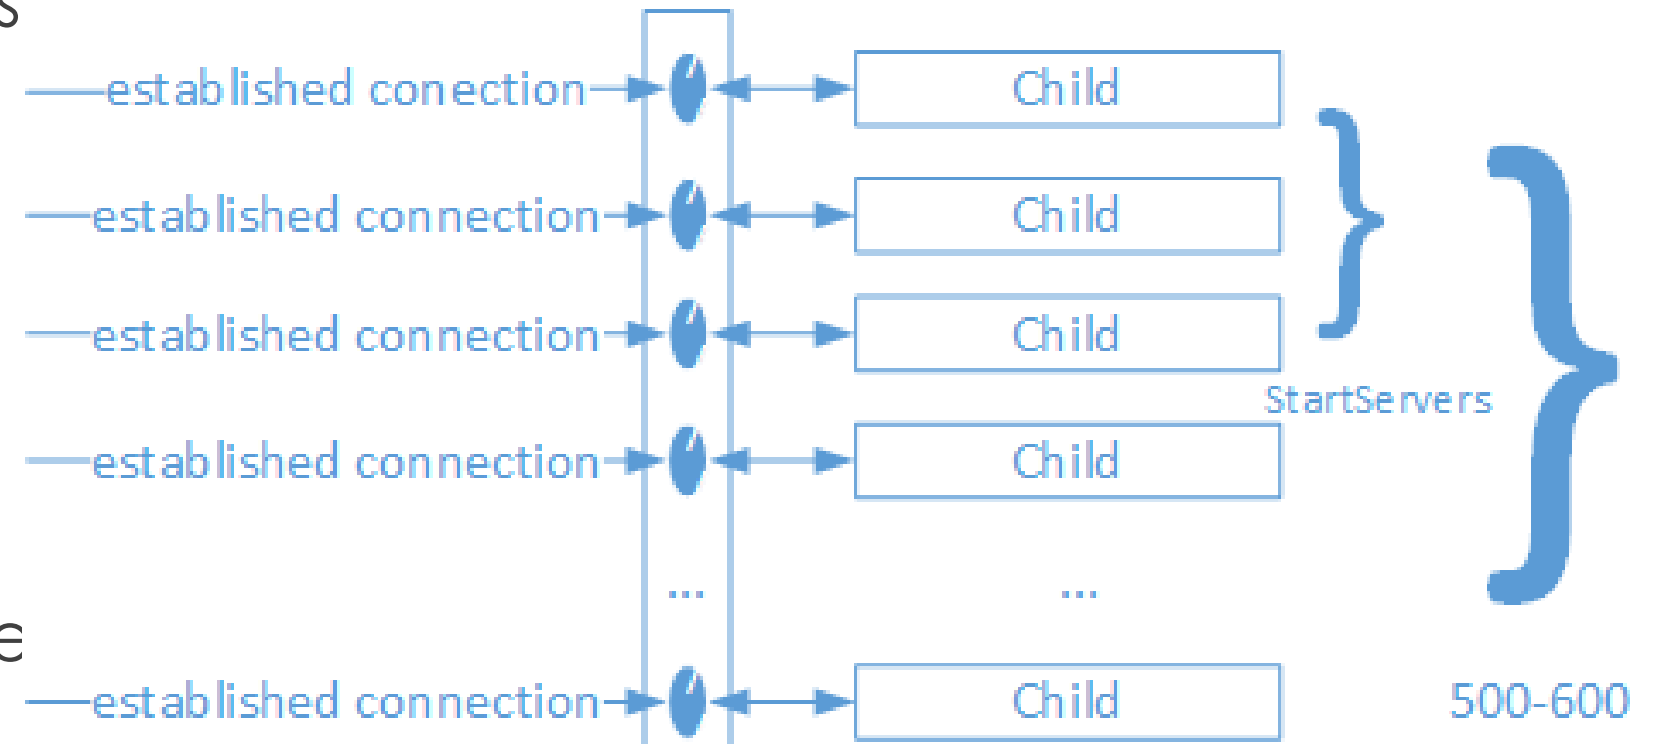 s
established conection Child
established connection Child
established connection Child
StartServers
established connection Child
... ...
e
established connection Child 500-600